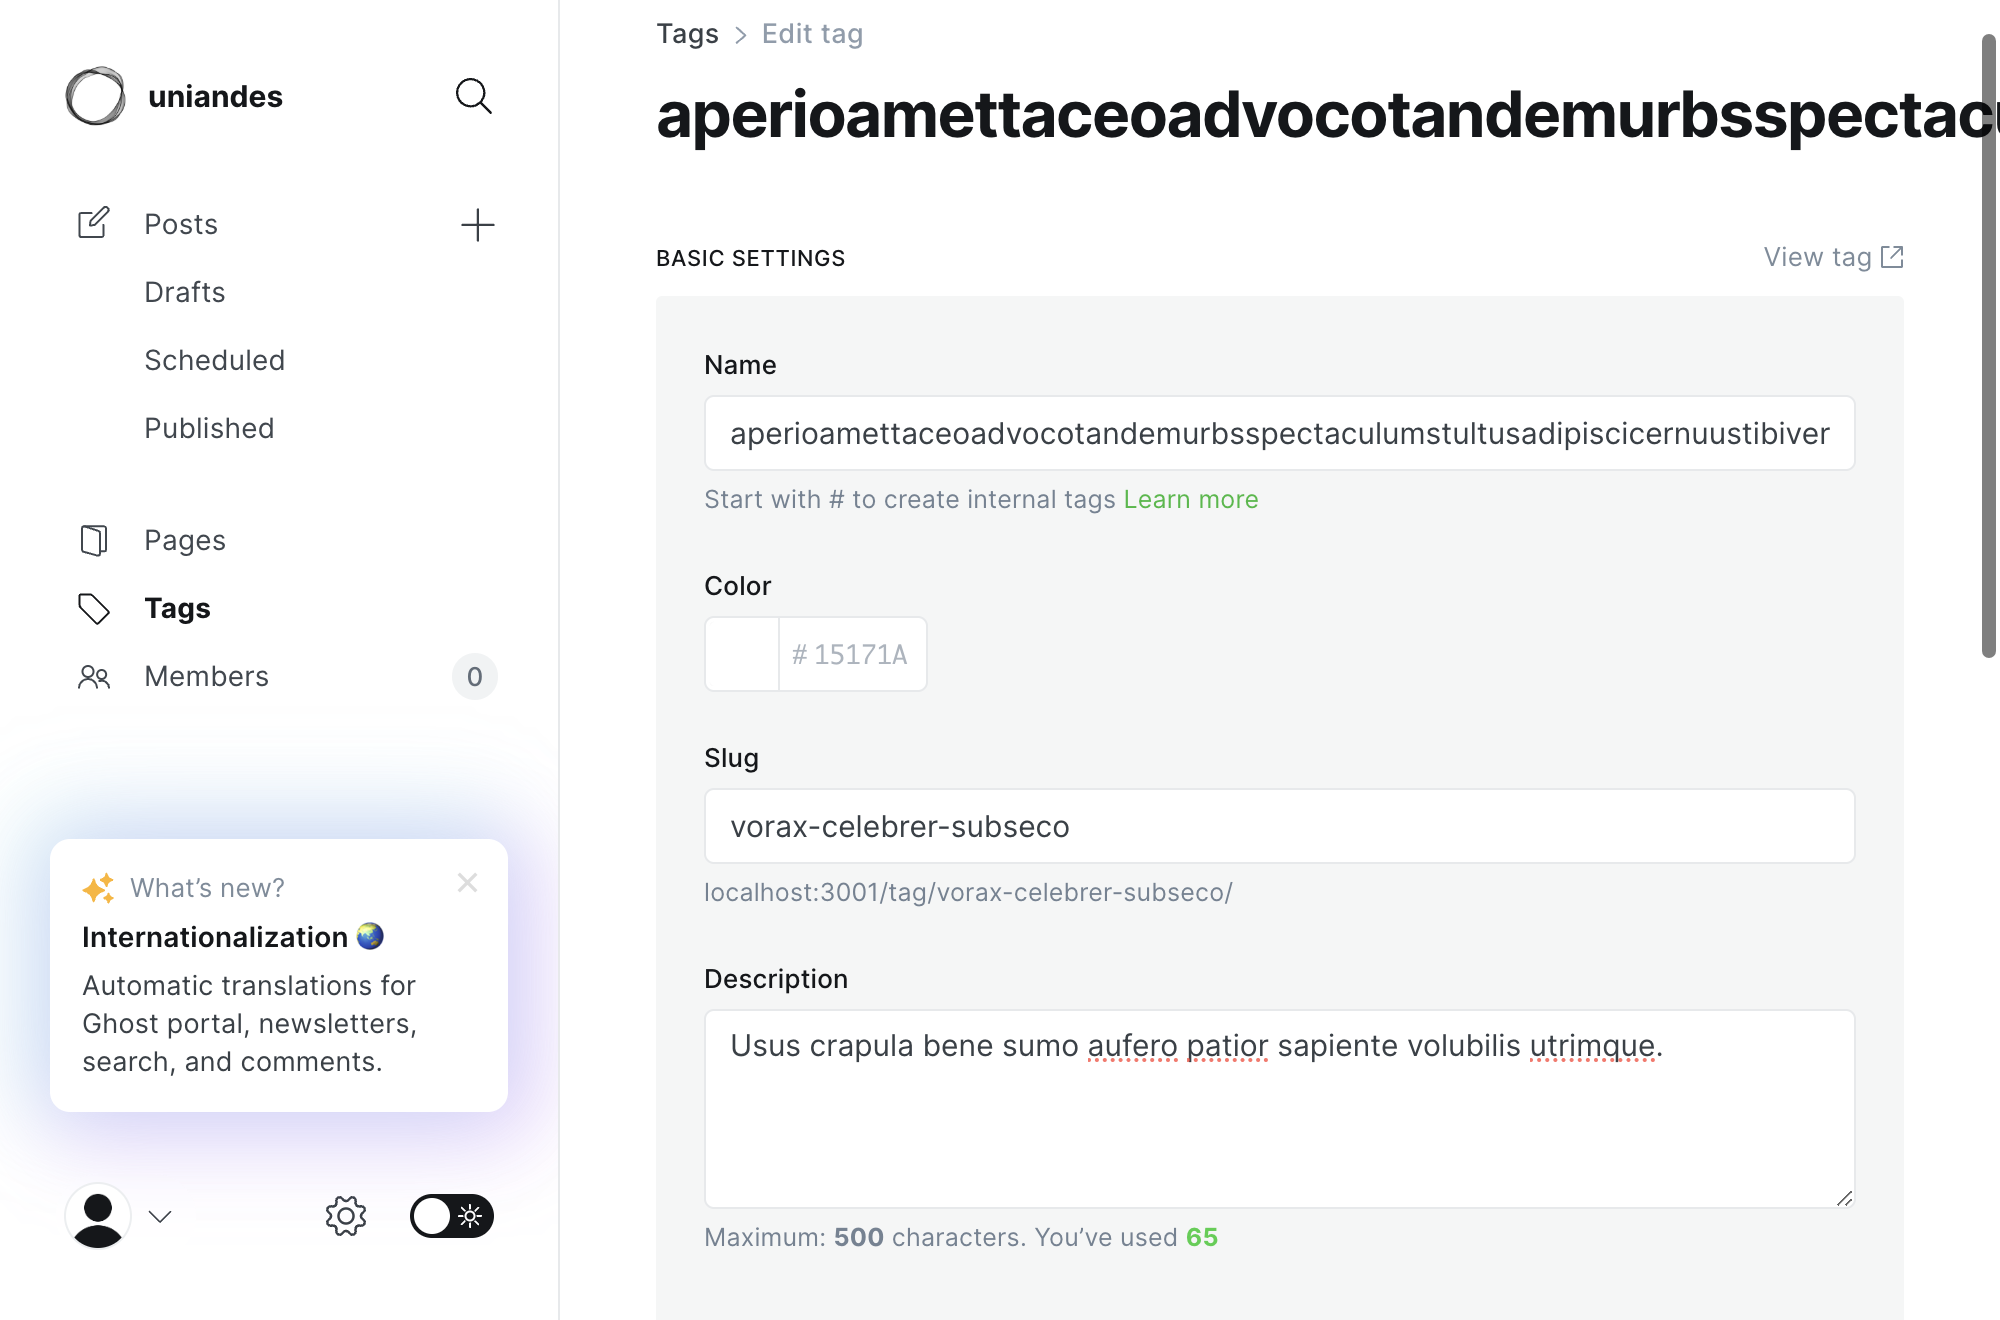 uniandes
Posts
Drafts
Scheduled
Published
Pages
Tags
Members 0
What's new?
Internationalization
Automatic translations for
Ghost portal, newsletters,
search, and comments.
Tags > Edit tag
aperioamettaceoadvocotandemurbsspectacu
BASIC SETTINGS
View tag
Name
aperioamettaceoadvocotandemurbsspectaculumstultusadipiscicernuustibiver
Start with # to create internal tags Learn more
Color
# 15171A
Slug
vorax-celebrer-subseco
localhost:3001/tag/vorax-celebrer-subseco/
Description
Usus crapula bene sumo aufero patior sapiente volubilis utrimque.
Maximum: 500 characters. You've used 65